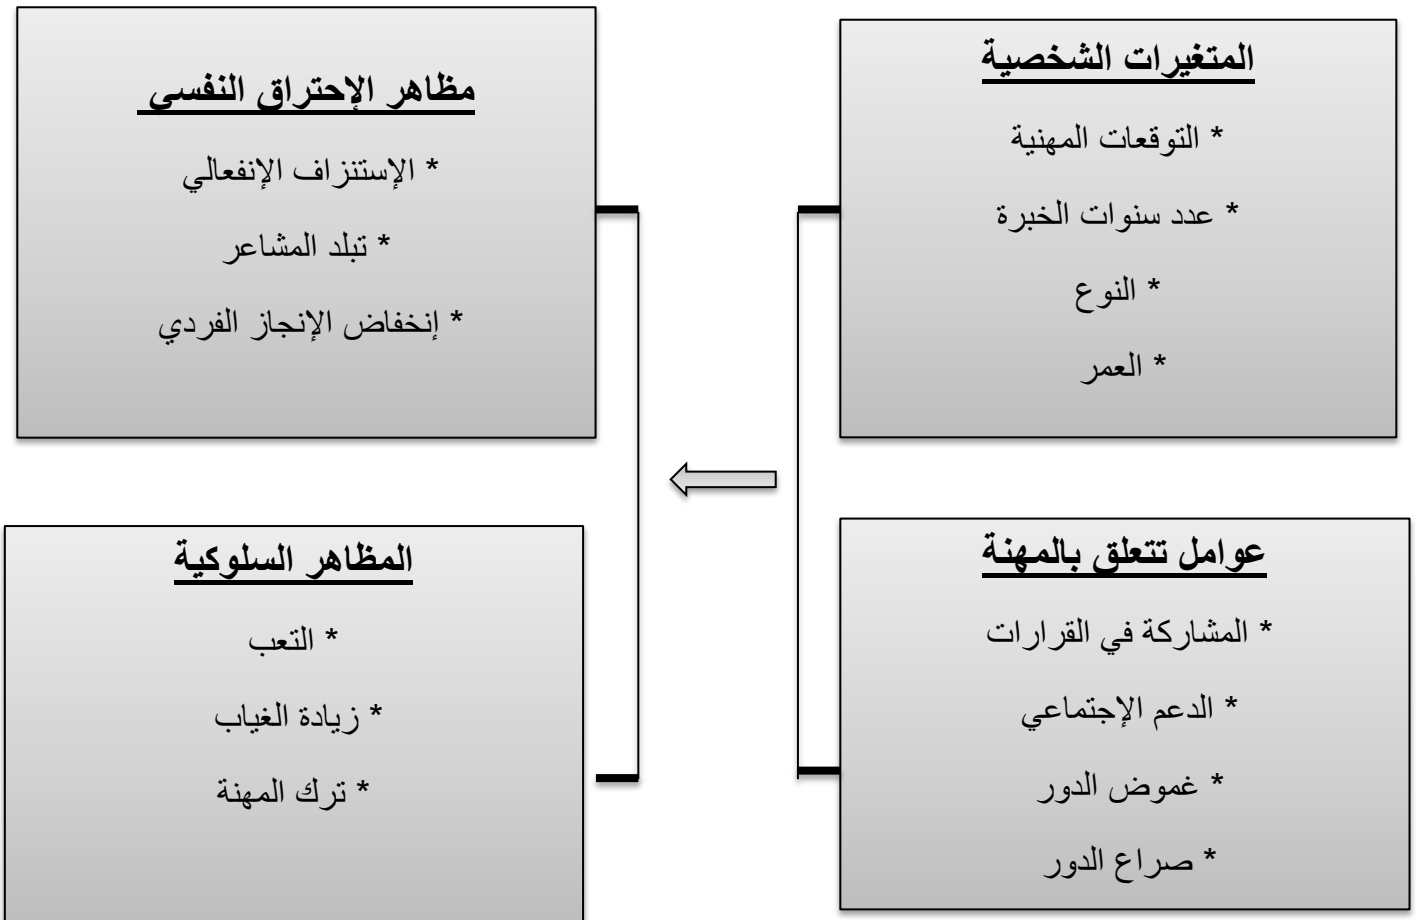 المتغيرات الشخصية
* التوقعات المهنية
* عدد سنوات الخبرة
* النوع
* العمر
مظاهر الإحتراق النفسي
* الإستنزاف الإنفعالي
* تبلد المشاعر
* إنخفاض الإنجاز الفردي
عوامل تتعلق بالمهنة
* المشاركة في القرارات
* الدعم الإجتماعي
* غموض الدور
* صراع الدور
المظاهر السلوكية
* التعب
* زيادة الغياب
* ترك المهنة